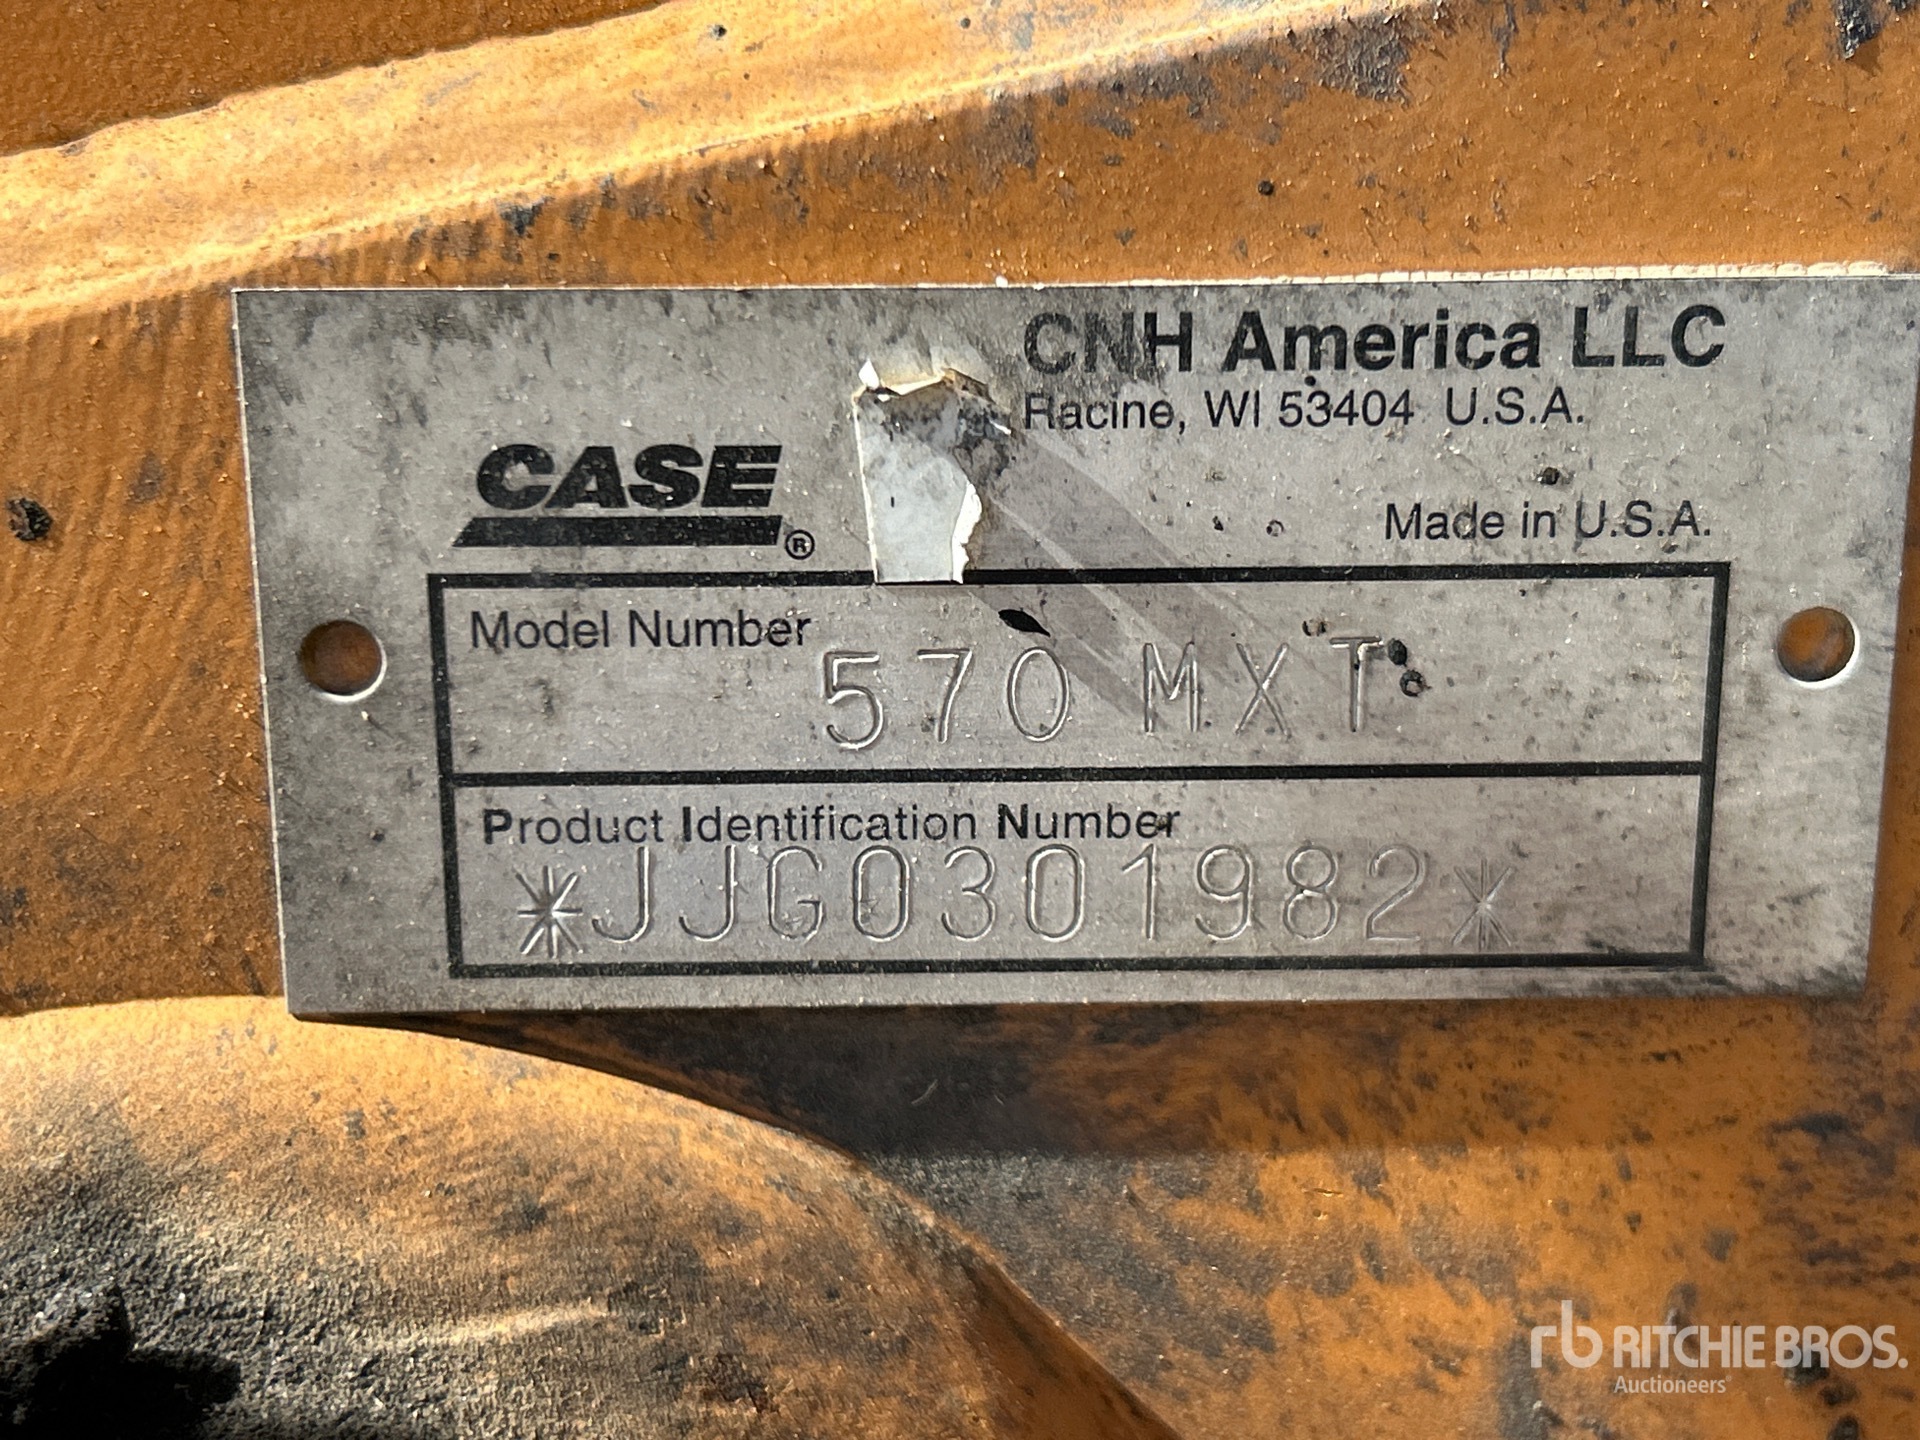 CNH America LLC
Racine, WI 53404 U.S.A.
CASE®
Made in U.S.A.
Model Number
570 MXT
Product Identification Number
*JJG0301982*
rb RITCHIE BROS.
Auctioneers